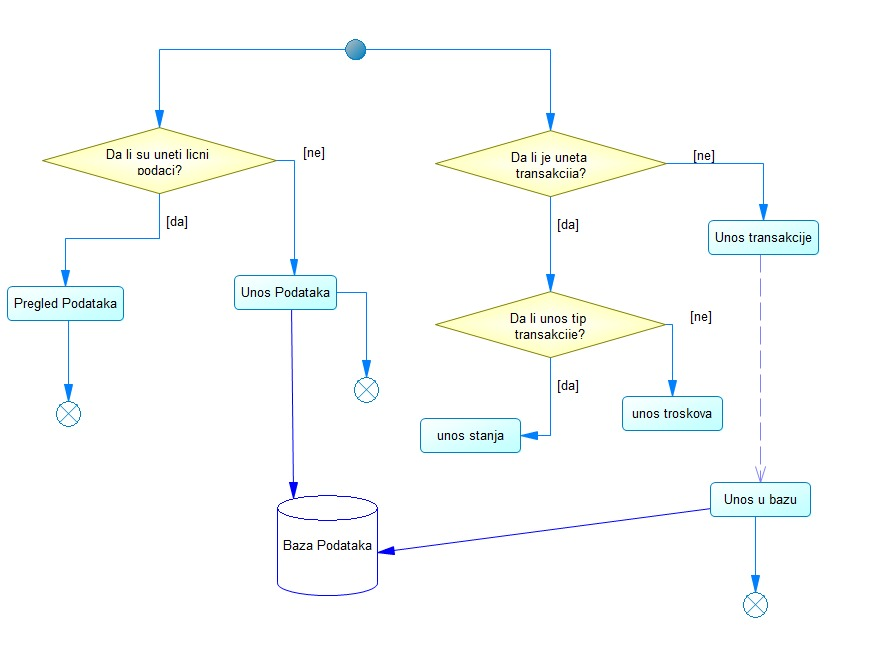 Da li su uneti licni
podaci?
[ne]
[da]
Pregled Podataka
Unos Podataka
Da li je uneta
transakcija?
[ne]
[da]
Unos transakcije
Da li unos tip
transakcije?
[ne]
[da]
unos stanja
unos troskova
Unos u bazu
Baza Podataka